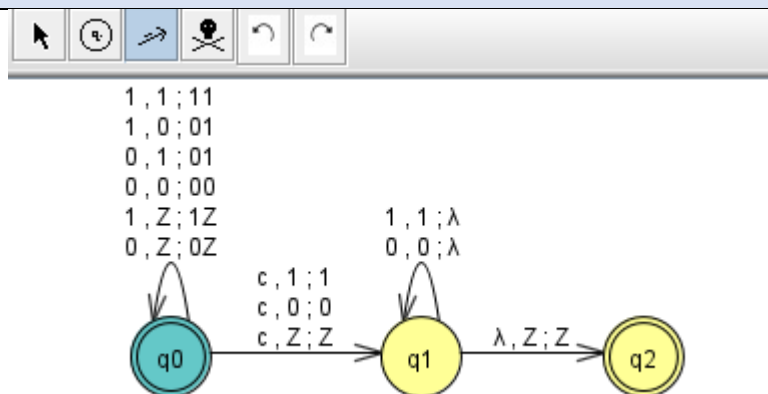 1 , 1 ; 11
1 , 0 ; 01
0 , 1 ; 01
0 , 0 ; 00
1 , Z ; 1Z
0 , Z ; 0Z
1 , 1 ; λ
0 , 0 ; λ
c , 1 ; 1
c , 0 ; 0
c , Z ; Z
λ , Z ; Z
q0
q1
q2